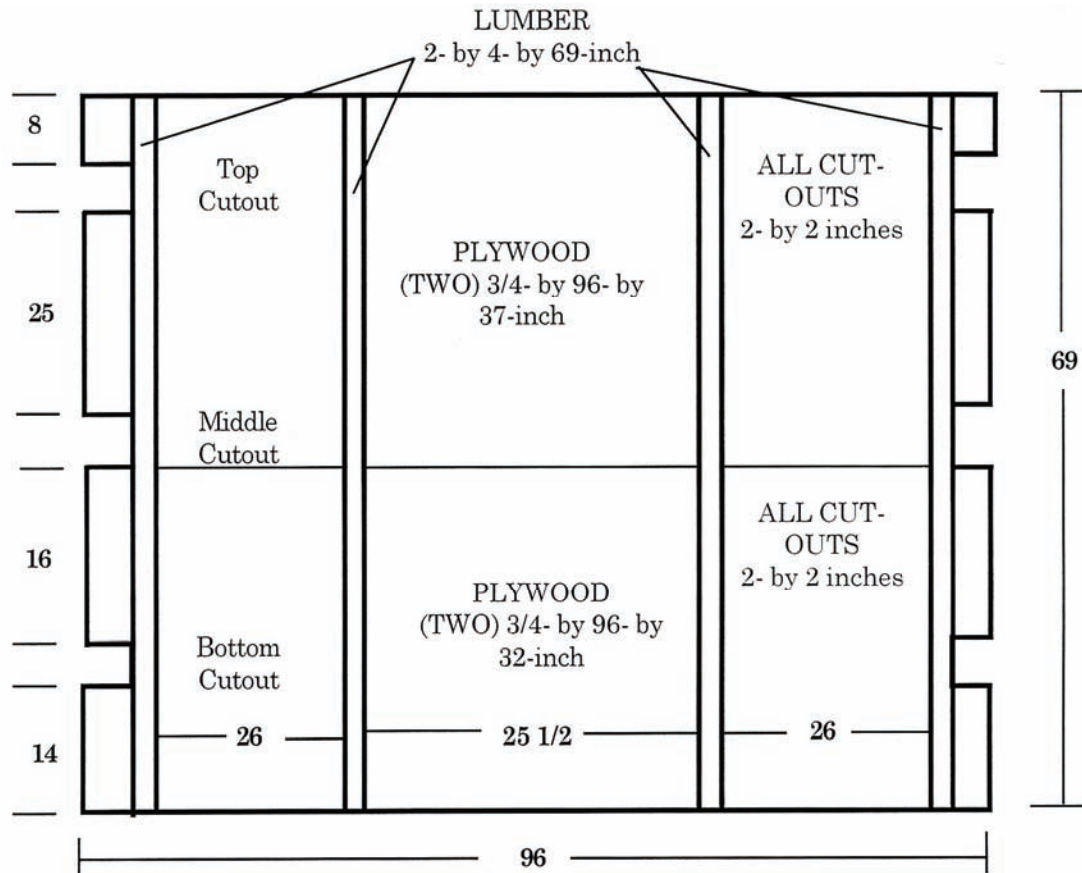 LUMBER
2- by 4- by 69-inch
8
Top
Cutout
ALL CUT-
OUTS
2- by 2 inches
PLYWOOD
(TWO) 3/4- by 96- by
37-inch
25
69
Middle
Cutout
ALL CUT-
OUTS
2- by 2 inches
16
PLYWOOD
(TWO) 3/4- by 96- by
32-inch
Bottom
Cutout
14
26
25 1/2
26
96